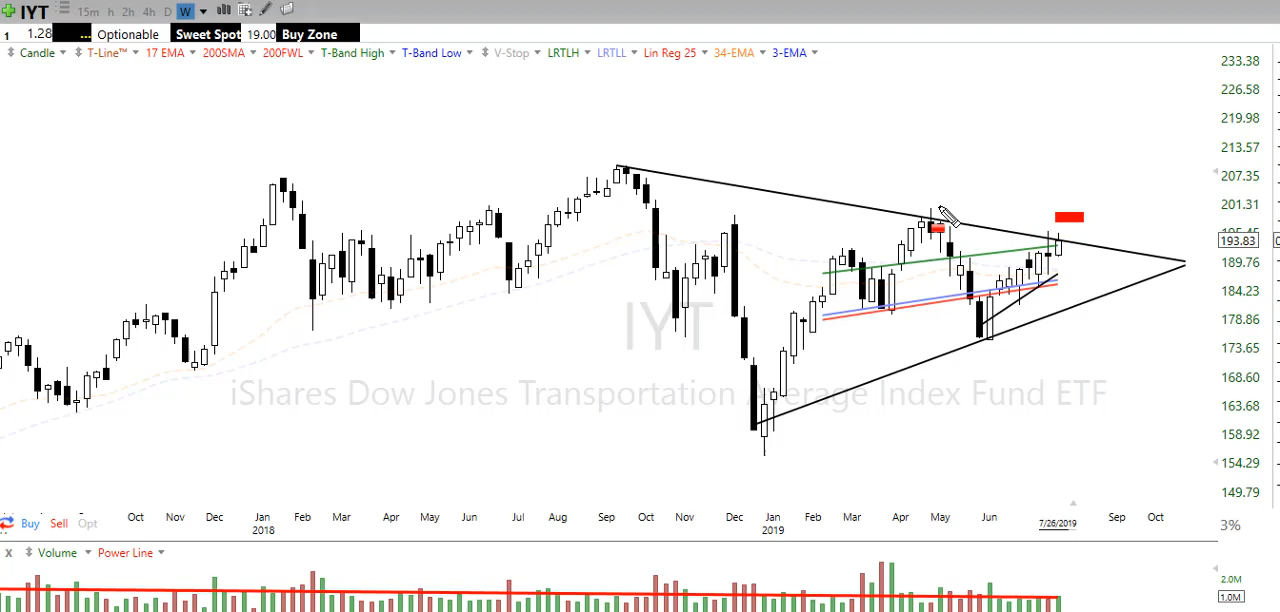 IYT 15m h 2h 4h D W
1 1.28 ... Optionable Sweet Spot 19.00 Buy Zone
Candle T-Line™ 17 EMA 200SMA 200FWL T-Band High T-Band Low V-Stop LRTLH LRTLL Lin Reg 25 34-EMA 3-EMA
233.38
226.58
219.98
213.57
207.35
201.31
193.83
189.76
184.23
178.86
173.65
168.60
163.68
158.92
154.29
149.79
IYT
iShares Dow Jones Transportation Average Index Fund ETF
Oct Nov Dec Jan Feb Mar Apr May Jun Jul Aug Sep Oct Nov Dec Jan Feb Mar Apr May Jun 7/26/2019 Sep Oct
2018 2019
Buy Sell Opt
3%
X Volume Power Line
2.0M
1.0M